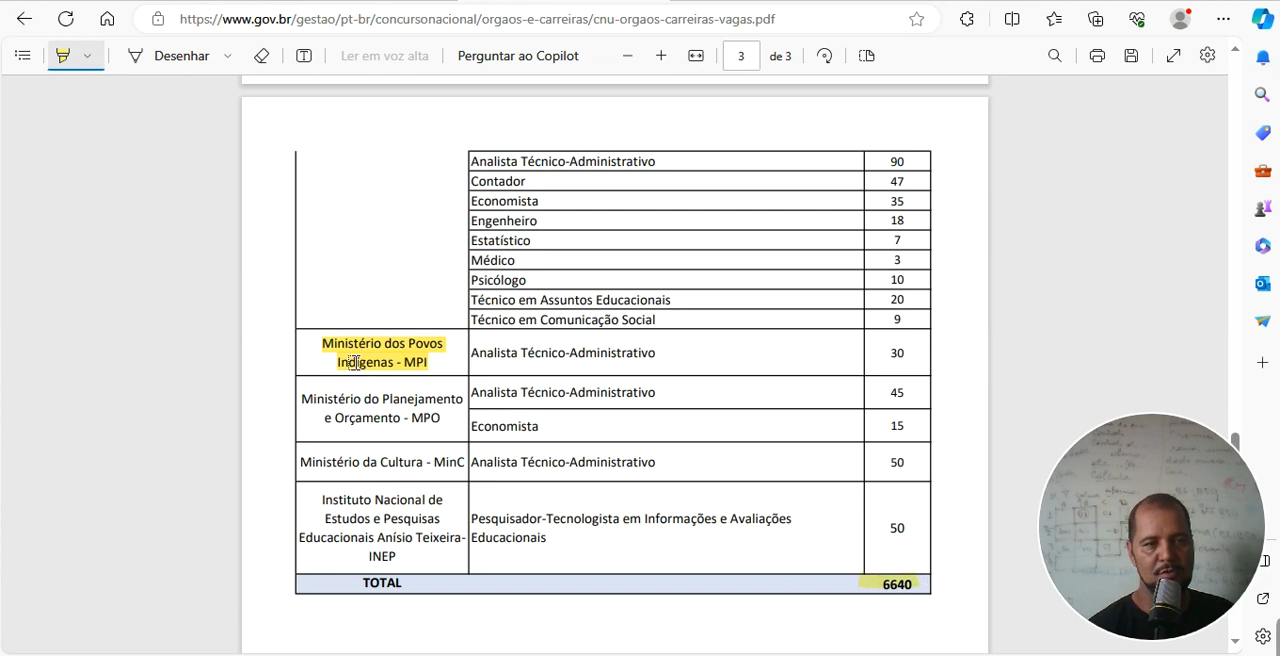 https://www.gov.br/gestao/pt-br/concursonacional/orgaos-e-carreiras/cnu-orgaos-carreiras-vagas.pdf
Desenhar
Ler em voz alta
Perguntar ao Copilot
3
de 3
Analista Técnico-Administrativo 90
Contador 47
Economista 35
Engenheiro 18
Estatístico 7
Médico 3
Psicólogo 10
Técnico em Assuntos Educacionais 20
Técnico em Comunicação Social 9
Ministério dos Povos
Indígenas - MPI
Analista Técnico-Administrativo 30
Ministério do Planejamento
e Orçamento - MPO
Analista Técnico-Administrativo 45
Economista 15
Ministério da Cultura - MinC Analista Técnico-Administrativo 50
Instituto Nacional de
Estudos e Pesquisas
Educacionais Anísio Teixeira-
INEP
Pesquisador-Tecnologista em Informações e Avaliações
Educacionais
50
TOTAL 6640